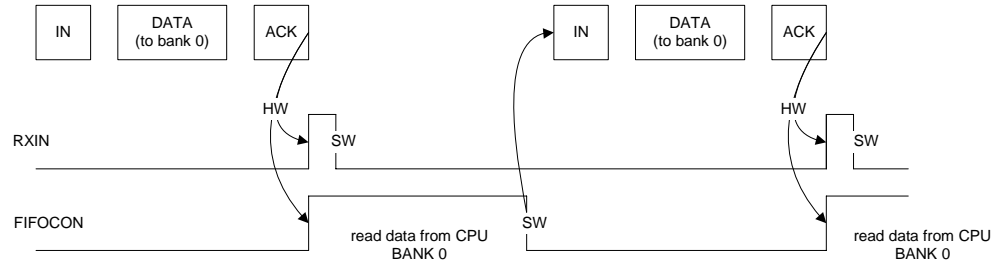 IN
DATA
(to bank 0)
ACK
IN
DATA
(to bank 0)
ACK
HW
HW
RXIN
SW
SW
FIFOCON
SW
read data from CPU
BANK 0
read data from CPU
BANK 0